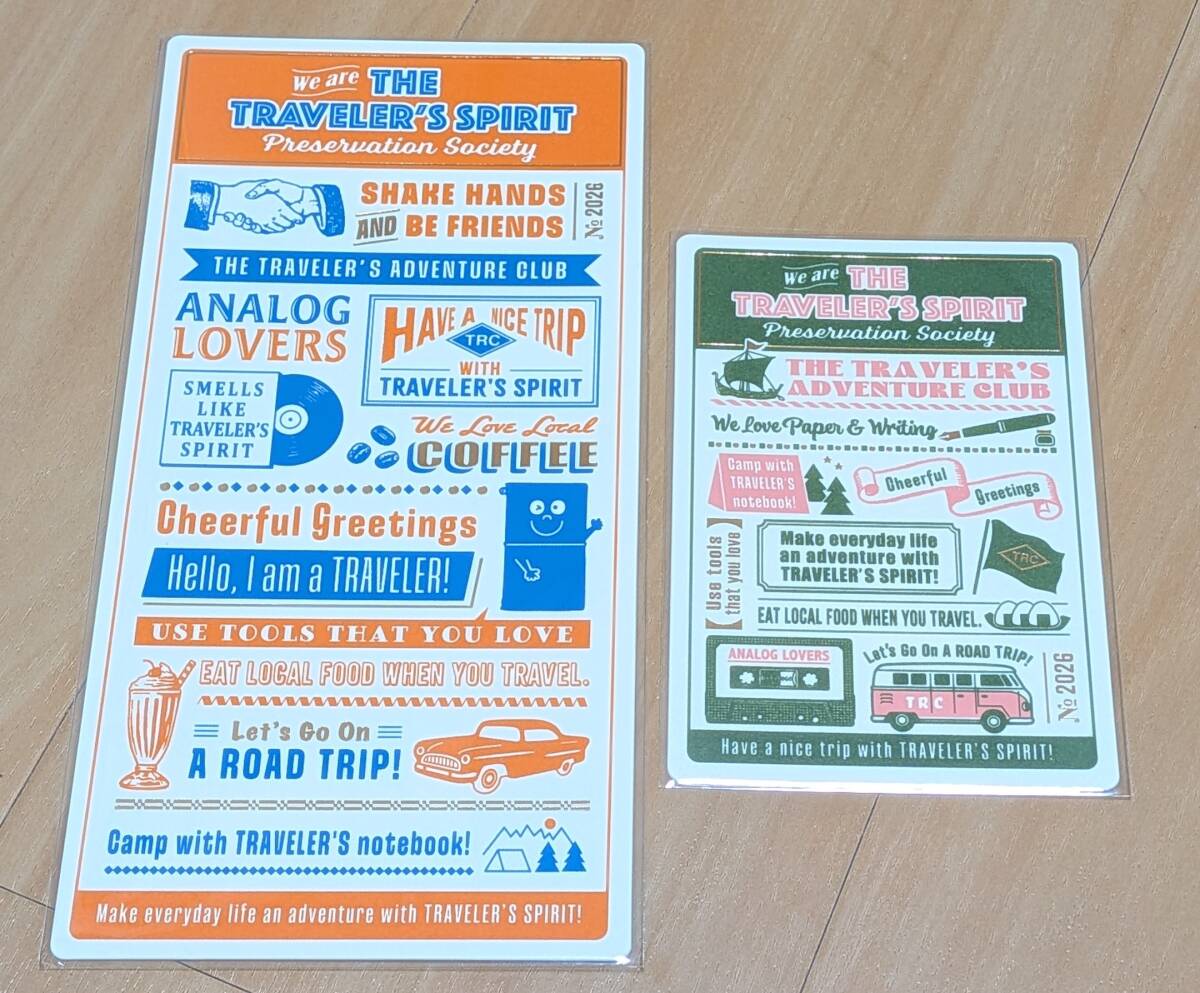 We are THE
TRAVELER'S SPIRIT
Preservation Society
SHAKE HANDS
AND BE FRIENDS
№ 2026
THE TRAVELER'S ADVENTURE CLUB
ANALOG
LOVERS
HAVE A NICE TRIP
TRC
WITH
TRAVELER'S SPIRIT
SMELLS
LIKE
TRAVELER'S
SPIRIT
We Love Local
COFFEE
Cheerful Greetings
Hello, I am a TRAVELER!
USE TOOLS THAT YOU LOVE
EAT LOCAL FOOD WHEN YOU TRAVEL.
Let's Go On
A ROAD TRIP!
Camp with TRAVELER'S notebook!
Make everyday life an adventure with TRAVELER'S SPIRIT!
We are THE
TRAVELER'S SPIRIT
Preservation Society
THE TRAVELER'S
ADVENTURE CLUB
We Love Paper & Writing
Camp with
TRAVELER'S
notebook!
Cheerful
Greetings
Use tools
that you love
Make everyday life
an adventure with
TRAVELER'S SPIRIT!
TRC
EAT LOCAL FOOD WHEN YOU TRAVEL.
ANALOG LOVERS
Let's Go On A ROAD TRIP!
TRC
№ 2026
Have a nice trip with TRAVELER'S SPIRIT!